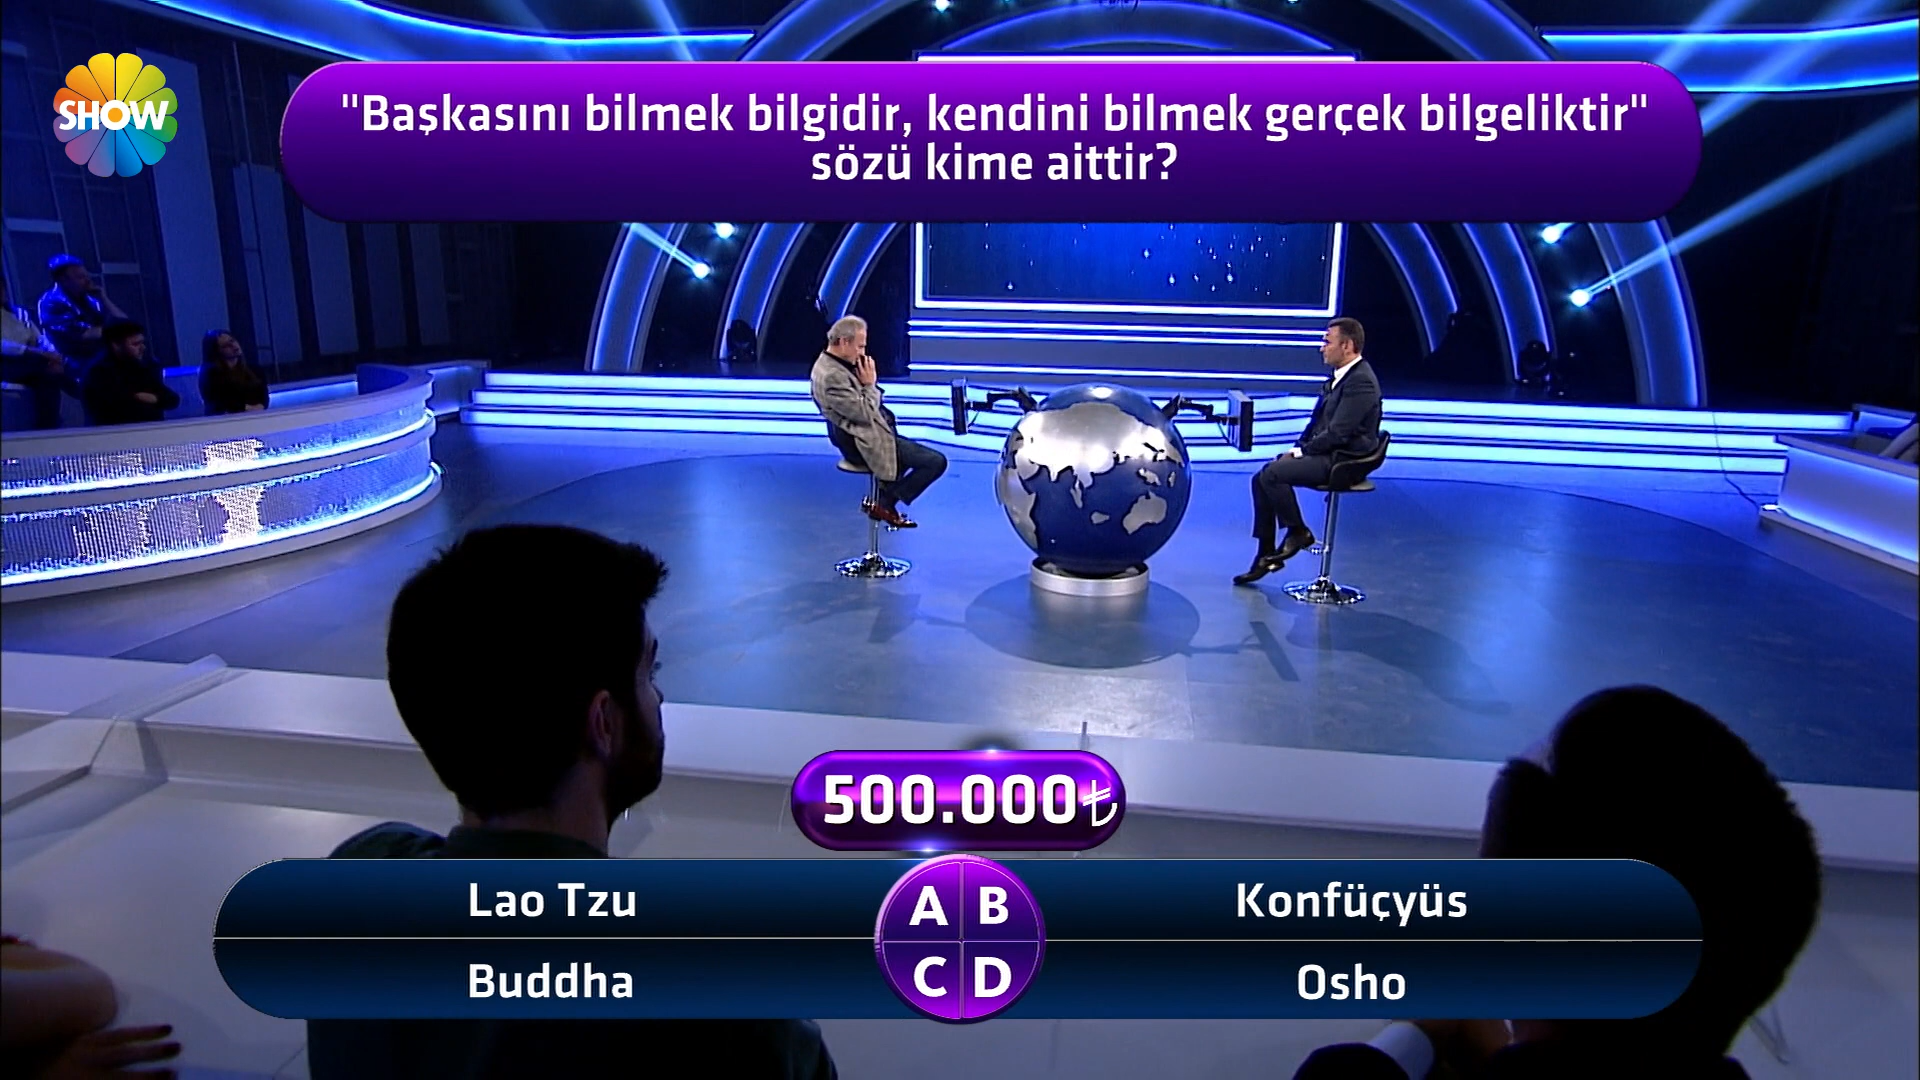 SHOW
"Başkasını bilmek bilgidir, kendini bilmek gerçek bilgeliktir"
sözü kime aittir?
500.000₺
Lao Tzu
A
B
Konfüçyüs
Buddha
C
D
Osho